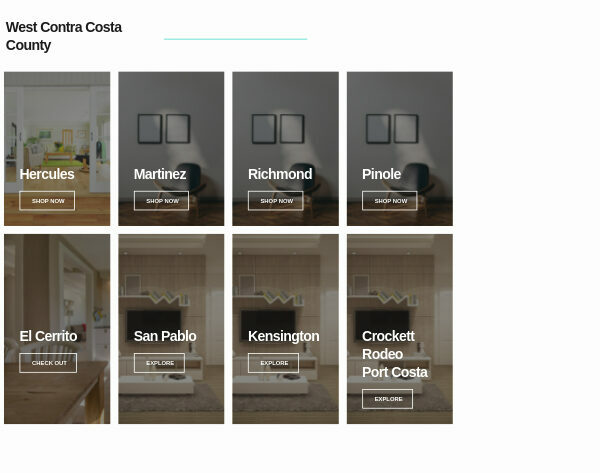 West Contra Costa
County
Hercules
SHOP NOW
Martinez
SHOP NOW
Richmond
SHOP NOW
Pinole
SHOP NOW
El Cerrito
CHECK OUT
San Pablo
EXPLORE
Kensington
EXPLORE
Crockett
Rodeo
Port Costa
EXPLORE